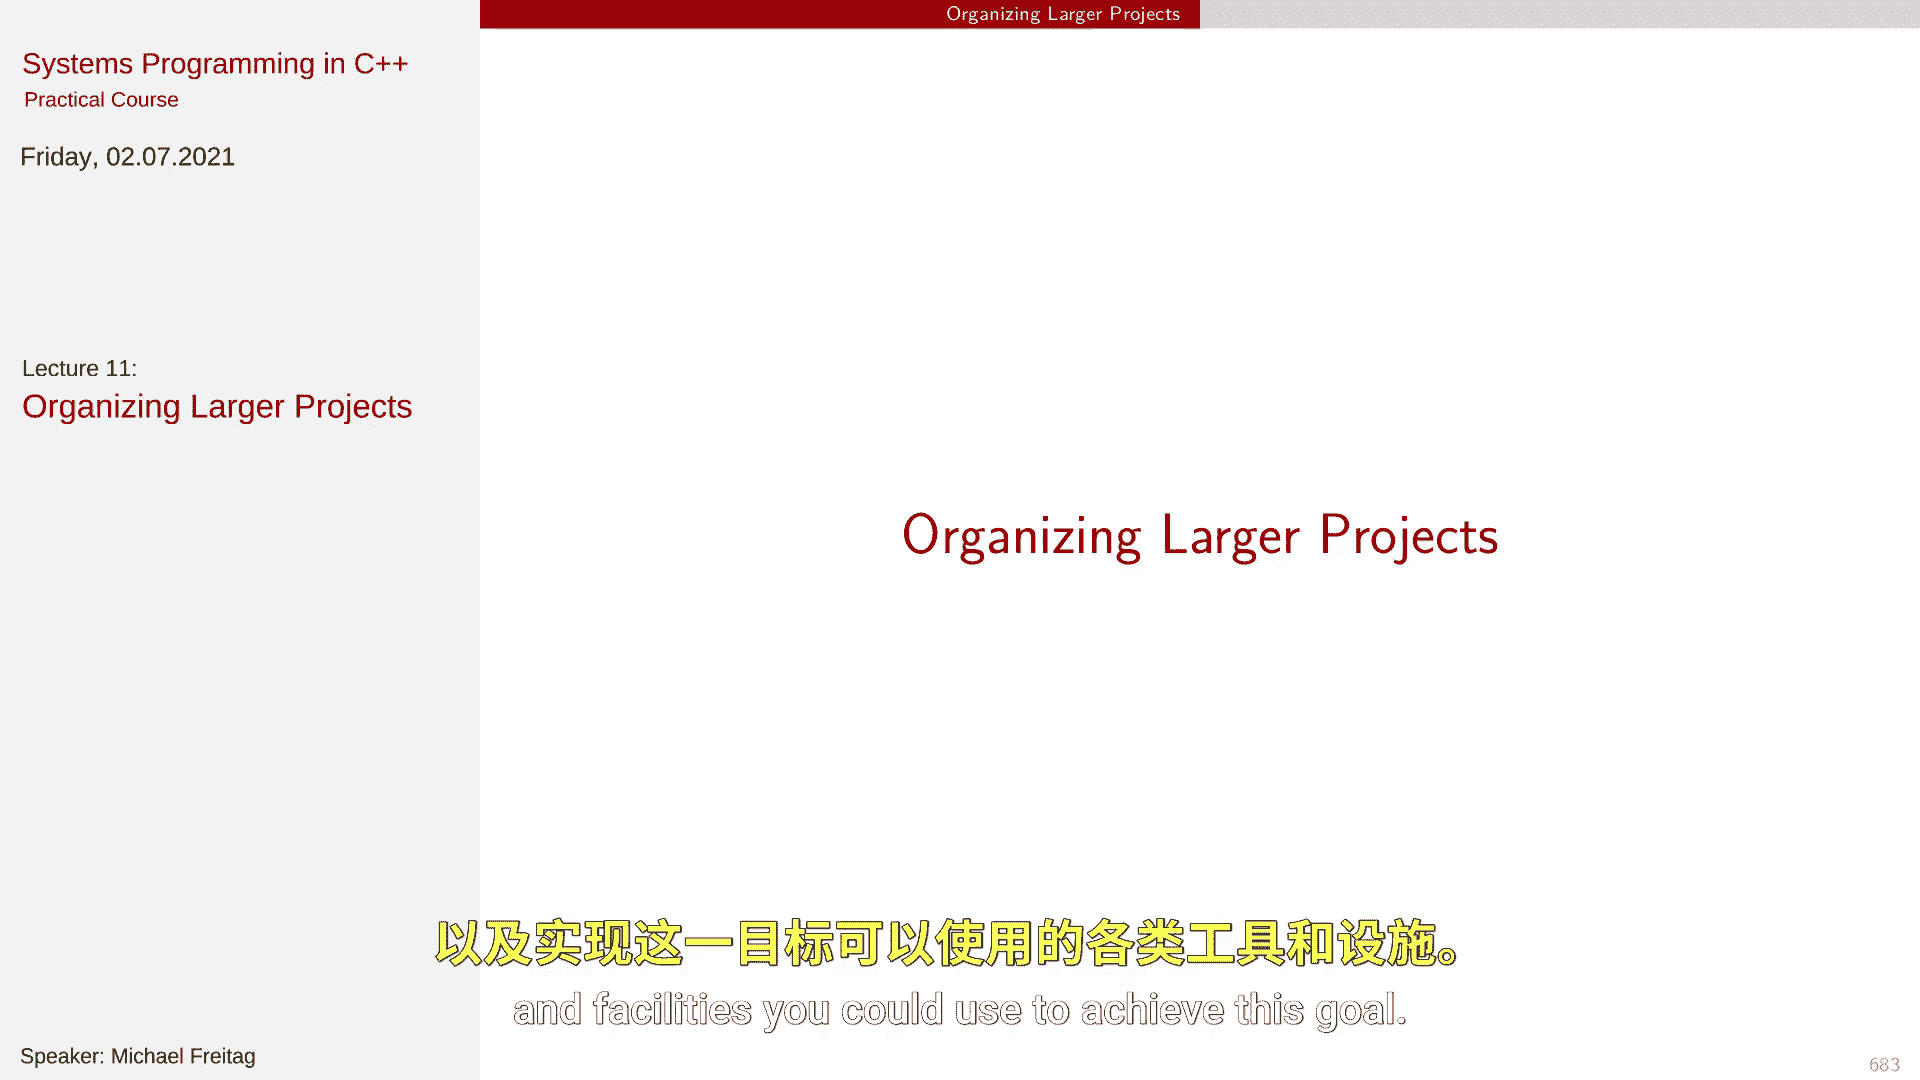 Organizing Larger Projects
Systems Programming in C++
Practical Course
Friday, 02.07.2021
Lecture 11:
Organizing Larger Projects
Organizing Larger Projects
以及实现这一目标可以使用的各类工具和设施。
and facilities you could use to achieve this goal.
Speaker: Michael Freitag
683